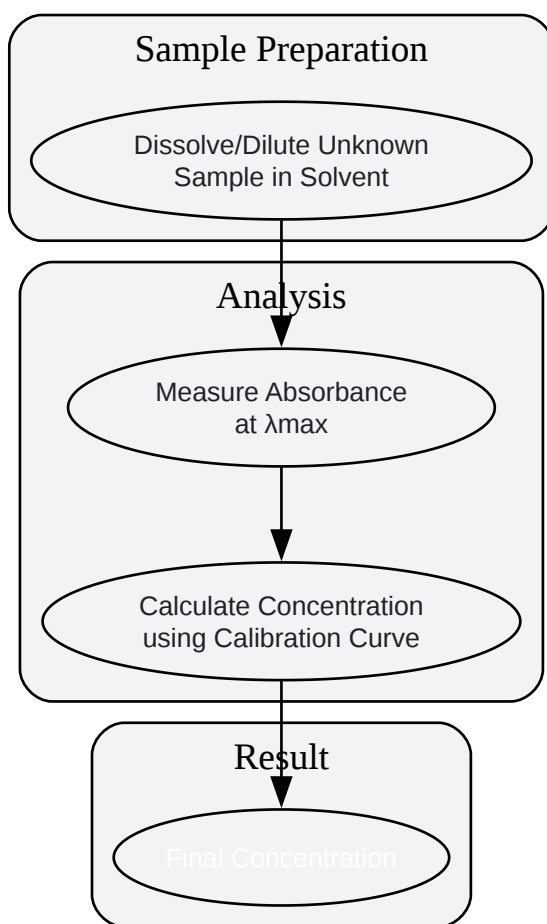 Sample Preparation
Dissolve/Dilute Unknown
Sample in Solvent
Analysis
Measure Absorbance
at λmax
Calculate Concentration
using Calibration Curve
Result
Final Concentration